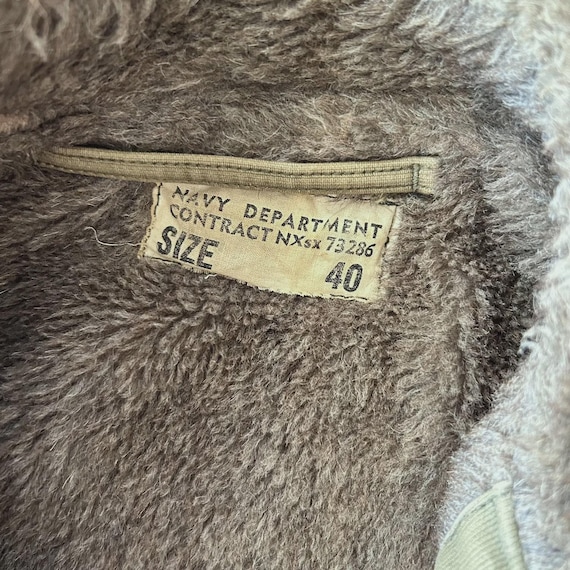 NAVY DEPARTMENT
CONTRACT NXsx 73286
SIZE 40